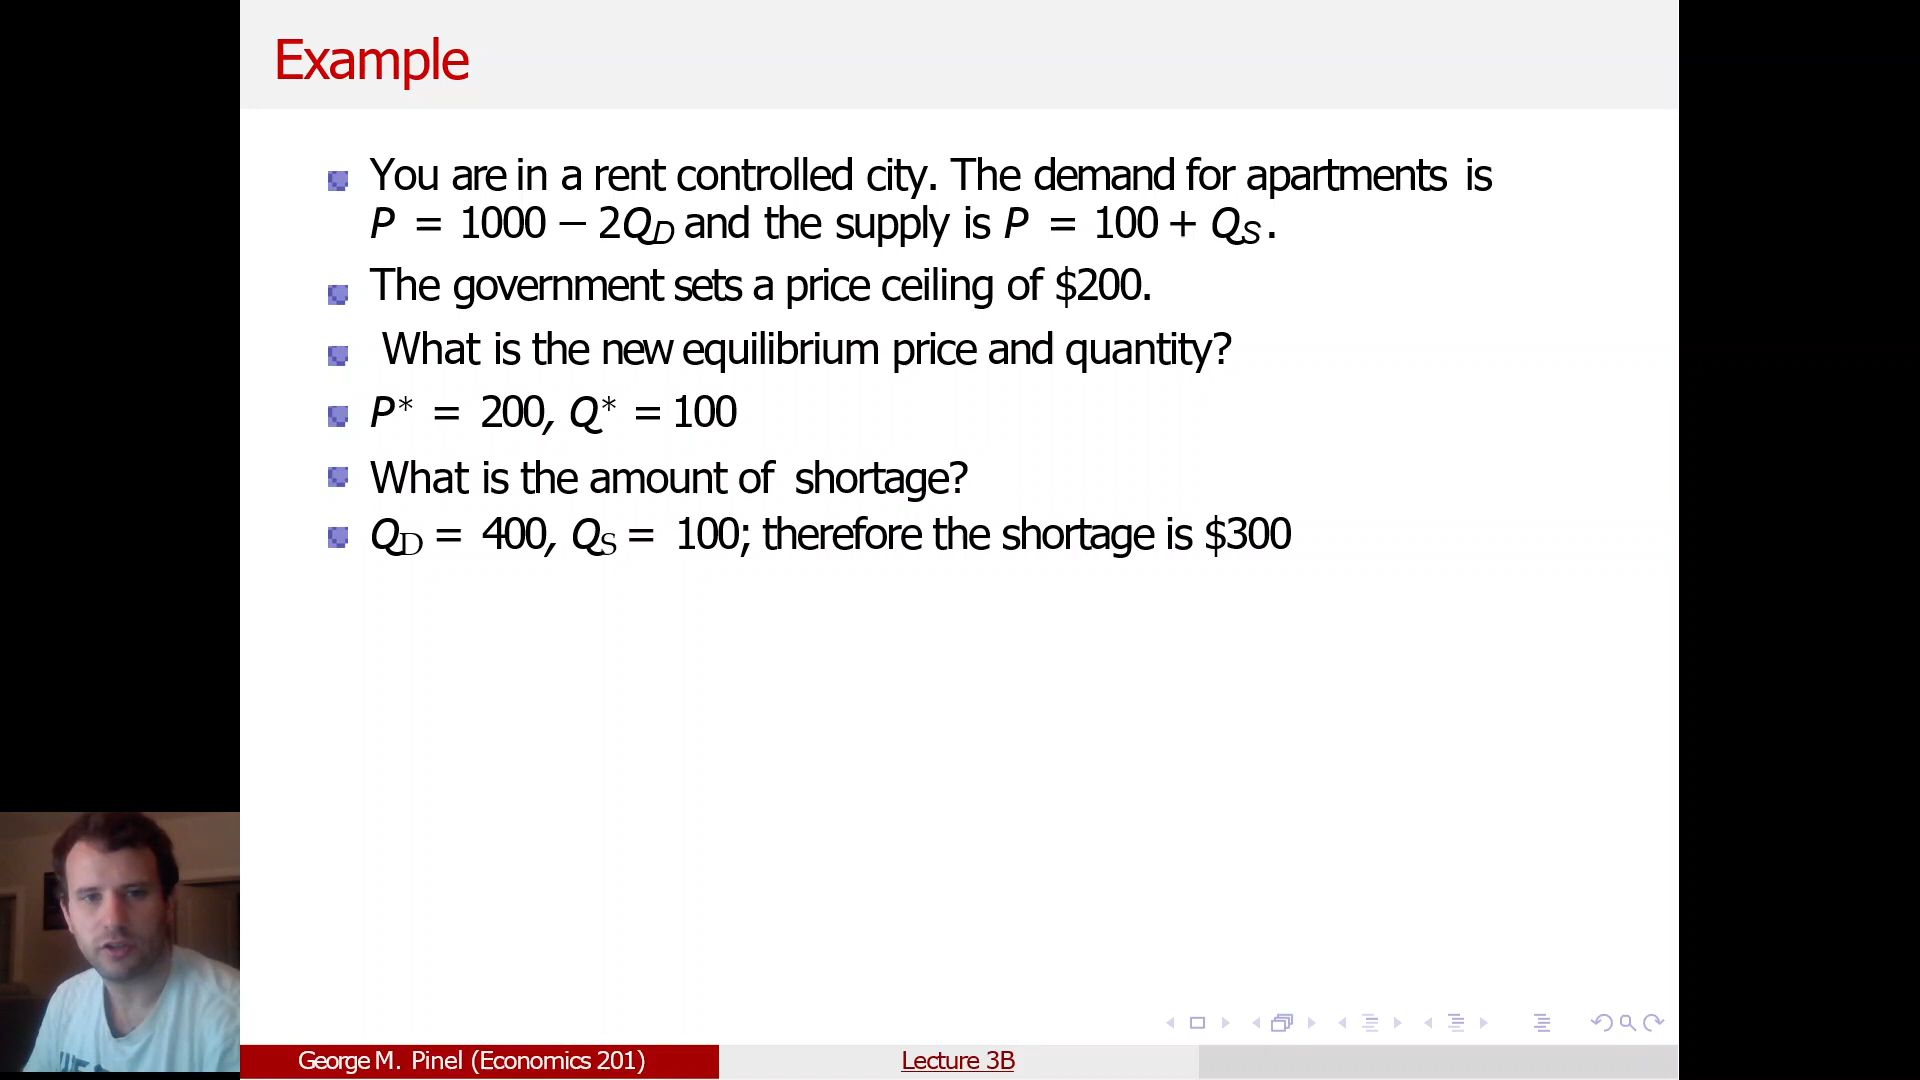 Example
You are in a rent controlled city. The demand for apartments is
P = 1000 − 2Q_D and the supply is P = 100 + Q_S.
The government sets a price ceiling of $200.
What is the new equilibrium price and quantity?
P* = 200, Q* = 100
What is the amount of shortage?
Q_D = 400, Q_S = 100; therefore the shortage is $300
George M. Pinel (Economics 201)
Lecture 3B